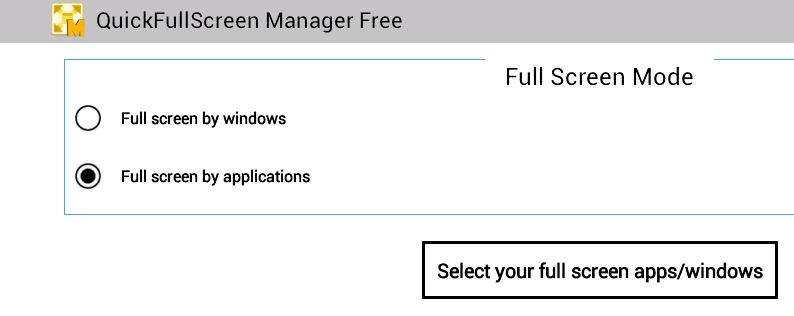 QuickFullScreen Manager Free
Full Screen Mode
Full screen by windows
Full screen by applications
Select your full screen apps/windows